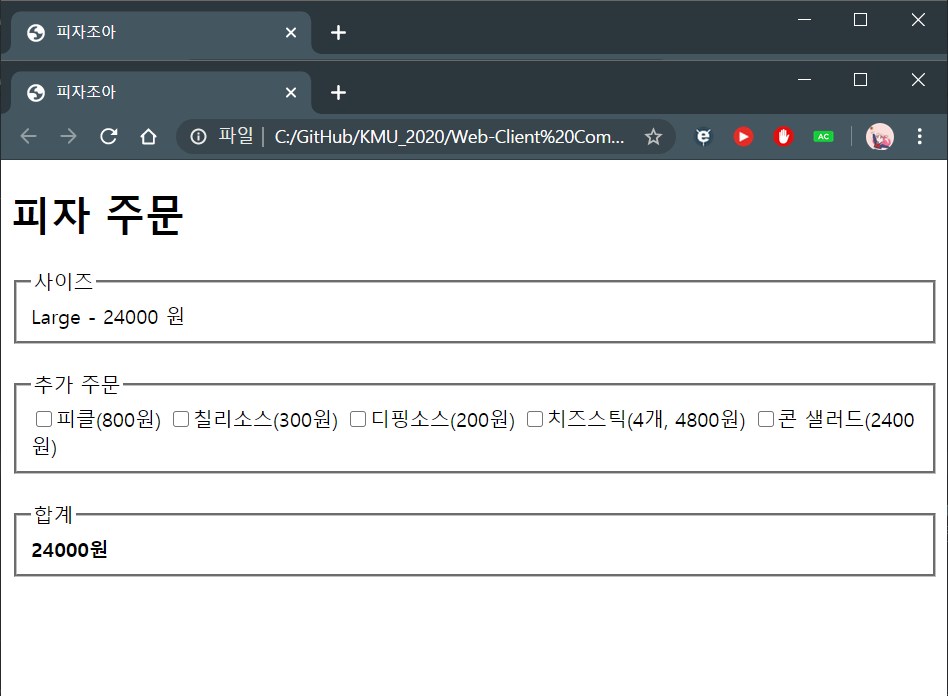 피자조아
피자조아
파일 | C:/GitHub/KMU_2020/Web-Client%20Com...
AC
피자 주문
사이즈
Large - 24000 원
추가 주문
피클(800원) 칠리소스(300원) 디핑소스(200원) 치즈스틱(4개, 4800원) 콘 샐러드(2400
원)
합계
24000원